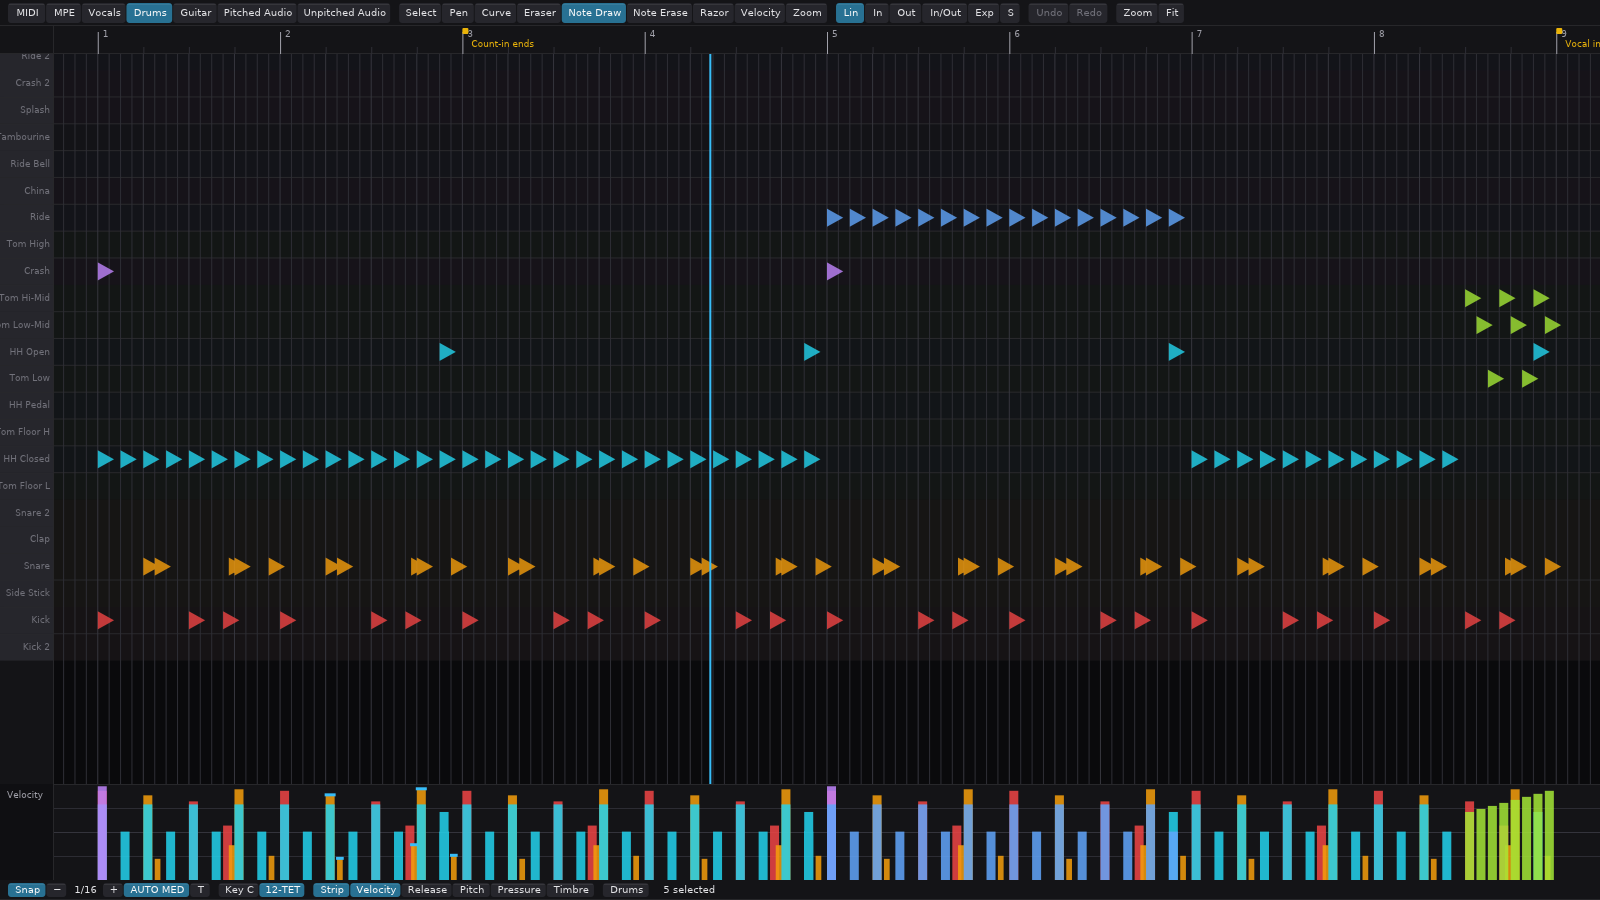 MIDI MPE Vocals Drums Guitar Pitched Audio Unpitched Audio Select Pen Curve Eraser Note Draw Note Erase Razor Velocity Zoom Lin In Out In/Out Exp S Undo Redo Zoom Fit
1 2 3 4 5 6 7 8 9
Count-in ends Vocal in
Ride 2
Crash 2
Splash
Tambourine
Ride Bell
China
Ride
Tom High
Crash
Tom Hi-Mid
om Low-Mid
HH Open
Tom Low
HH Pedal
Tom Floor H
HH Closed
Tom Floor L
Snare 2
Clap
Snare
Side Stick
Kick
Kick 2
Velocity
Snap − 1/16 + AUTO MED T Key C 12-TET Strip Velocity Release Pitch Pressure Timbre Drums 5 selected